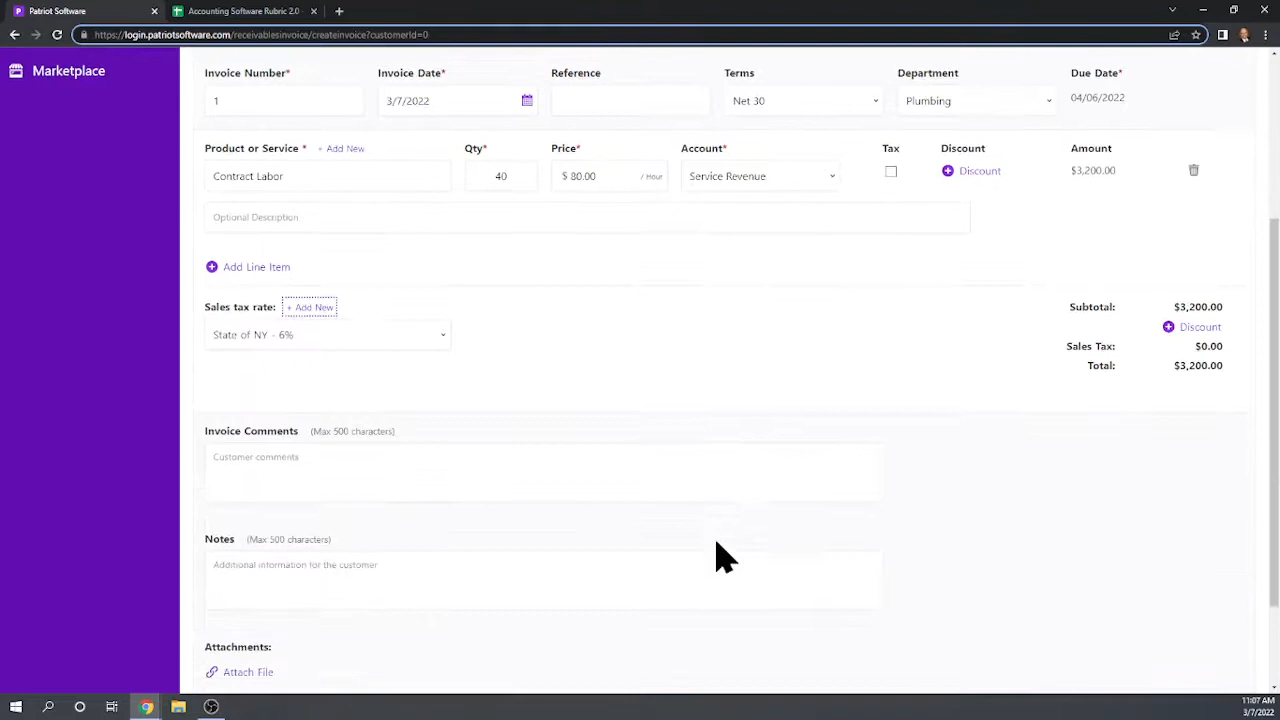 Patriot Software
Accounting Software Rubric 2.0 -
https://login.patriotsoftware.com/receivablesinvoice/createinvoice?customerId=0
Marketplace
Invoice Number* Invoice Date* Reference Terms Department Due Date*
1 3/7/2022 Net 30 Plumbing 04/06/2022
Product or Service * + Add New Qty* Price* Account* Tax Discount Amount
Contract Labor 40 $ 80.00 / Hour Service Revenue Discount $3,200.00
Optional Description
Add Line Item
Sales tax rate: + Add New Subtotal: $3,200.00
Discount
State of NY - 6% Sales Tax: $0.00
Total: $3,200.00
Invoice Comments (Max 500 characters)
Customer comments
Notes (Max 500 characters)
Additional information for the customer
Attachments:
Attach File
11:07 AM
3/7/2022